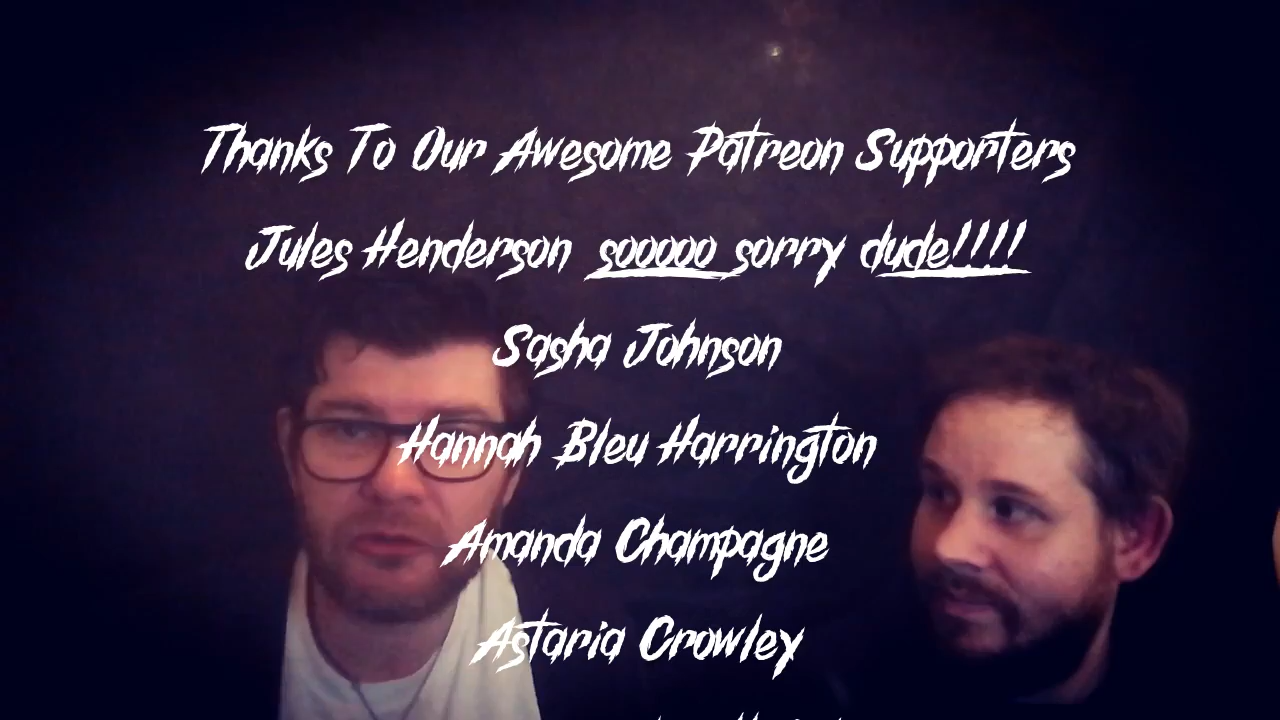 Thanks To Our Awesome Patreon Supporters
Jules Henderson sooooo sorry dude!!!!
Sasha Johnson
Hannah Bleu Harrington
Amanda Champagne
Astaria Crowley